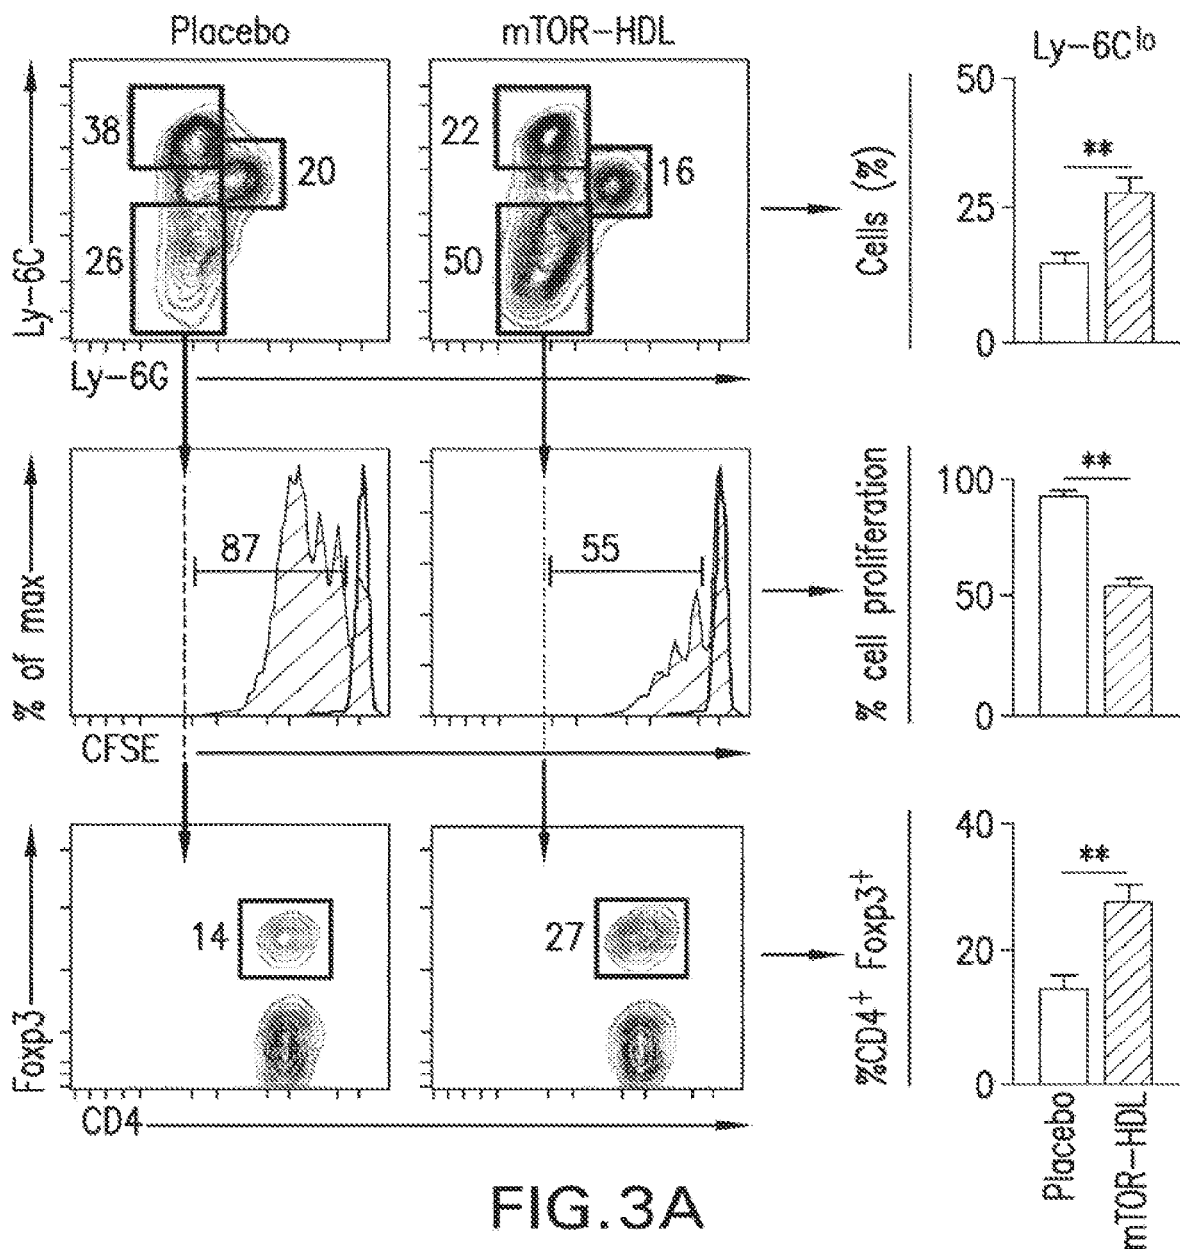 Placebo
mTOR-HDL
Ly-6C^lo
Ly-6C
38
20
26
22
16
50
Ly-6G
Cells (%)
50
25
0
**
% of max
87
55
CFSE
% cell proliferation
100
50
0
**
Foxp3
14
27
CD4
%CD4+ Foxp3+
40
20
0
**
Placebo
mTOR-HDL
FIG.3A